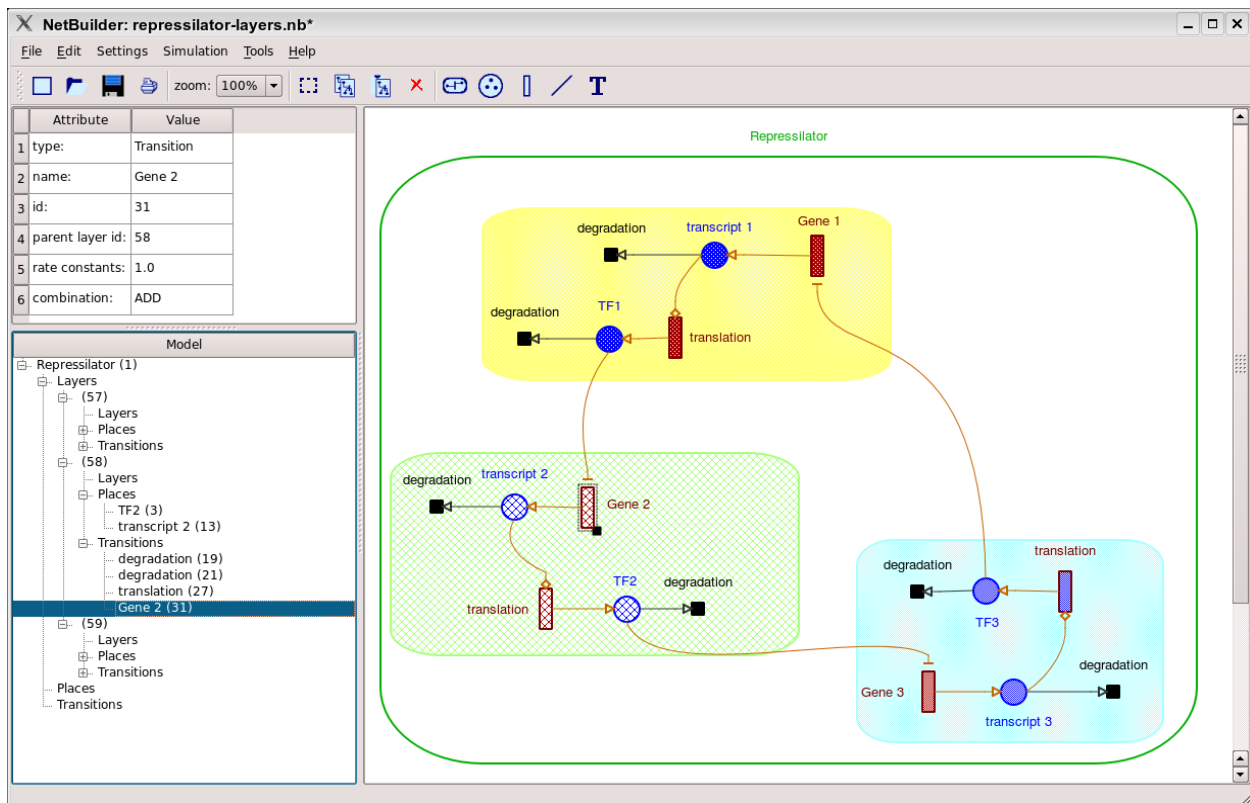 NetBuilder: repressilator-layers.nb*
File Edit Settings Simulation Tools Help
zoom: 100% T
Attribute Value
1 type: Transition
2 name: Gene 2
3 id: 31
4 parent layer id: 58
5 rate constants: 1.0
6 combination: ADD
Model
Repressilator (1)
Layers
(57)
Layers
Places
Transitions
(58)
Layers
Places
TF2 (3)
transcript 2 (13)
Transitions
degradation (19)
degradation (21)
translation (27)
Gene 2 (31)
(59)
Layers
Places
Transitions
Places
Transitions
Repressilator
degradation transcript 1 Gene 1
degradation TF1
translation
degradation transcript 2
Gene 2
translation TF2 degradation
degradation translation
TF3
Gene 3 degradation
transcript 3